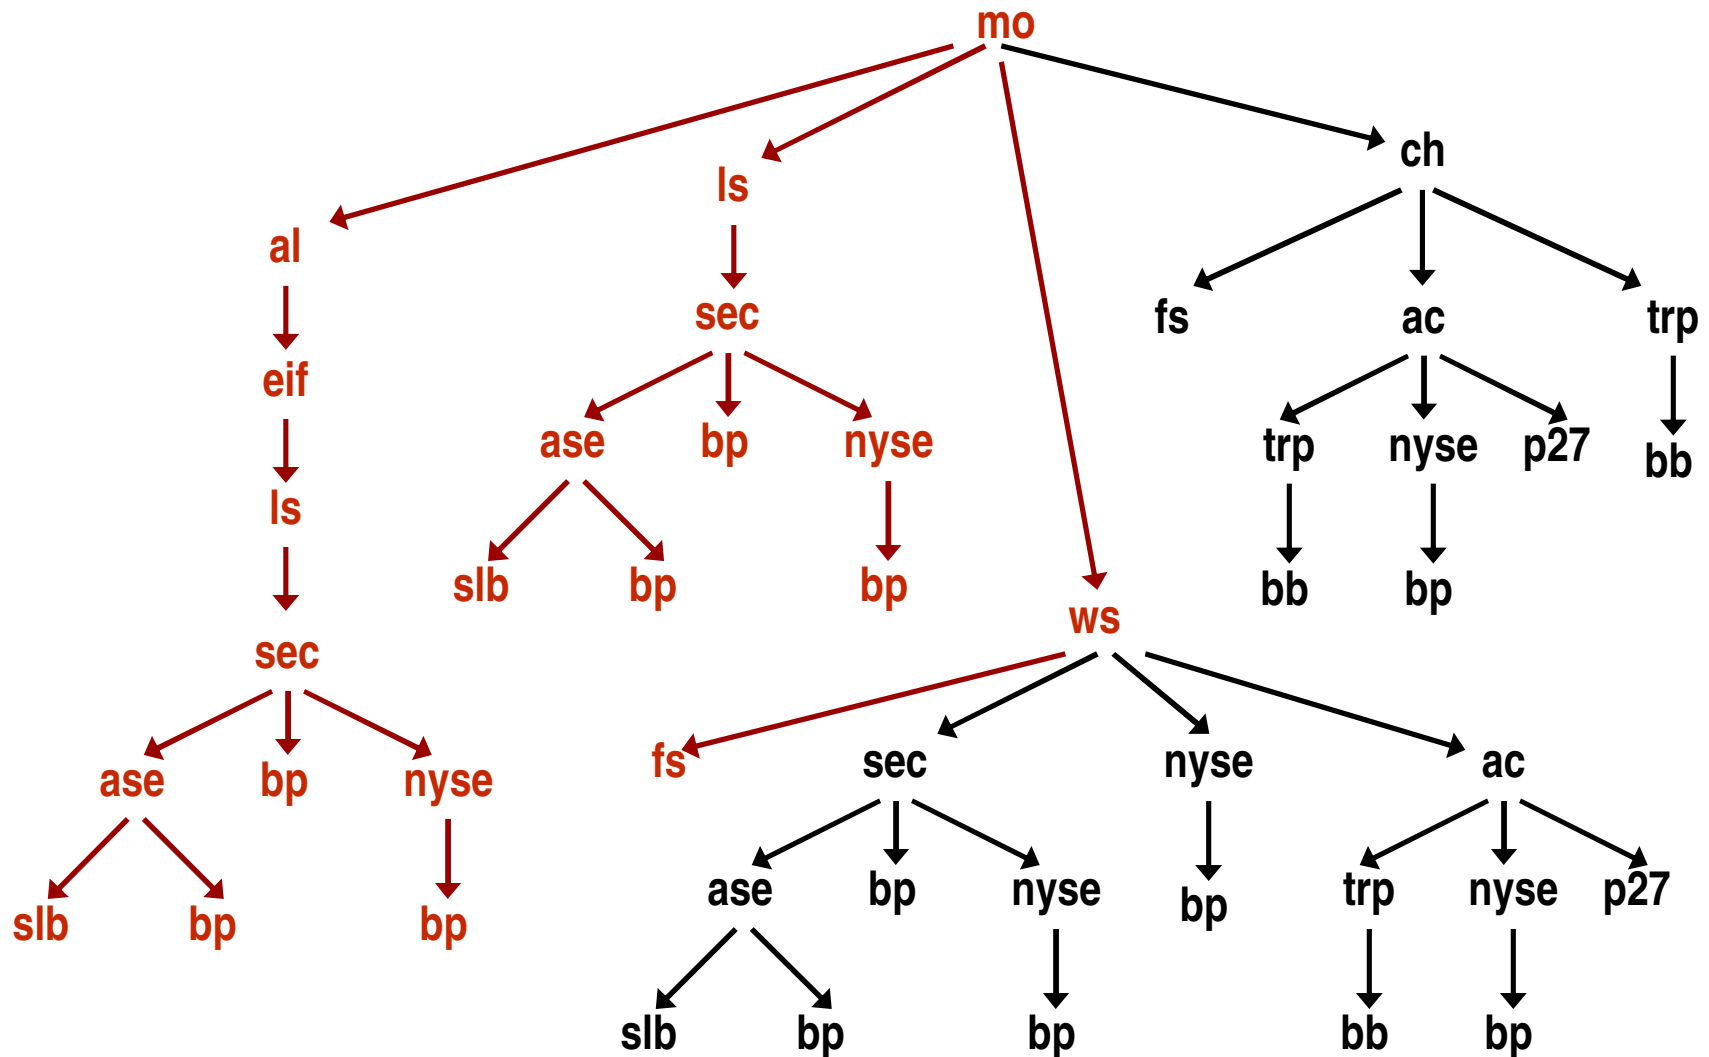 mo
ch
ls
al
fs ac trp
sec
eif
ase bp nyse
trp nyse p27 bb
ls
slb bp bp
bb bp
ws
sec
fs sec nyse ac
ase bp nyse
ase bp nyse bp trp nyse p27
slb bp bp
slb bp bp bb bp